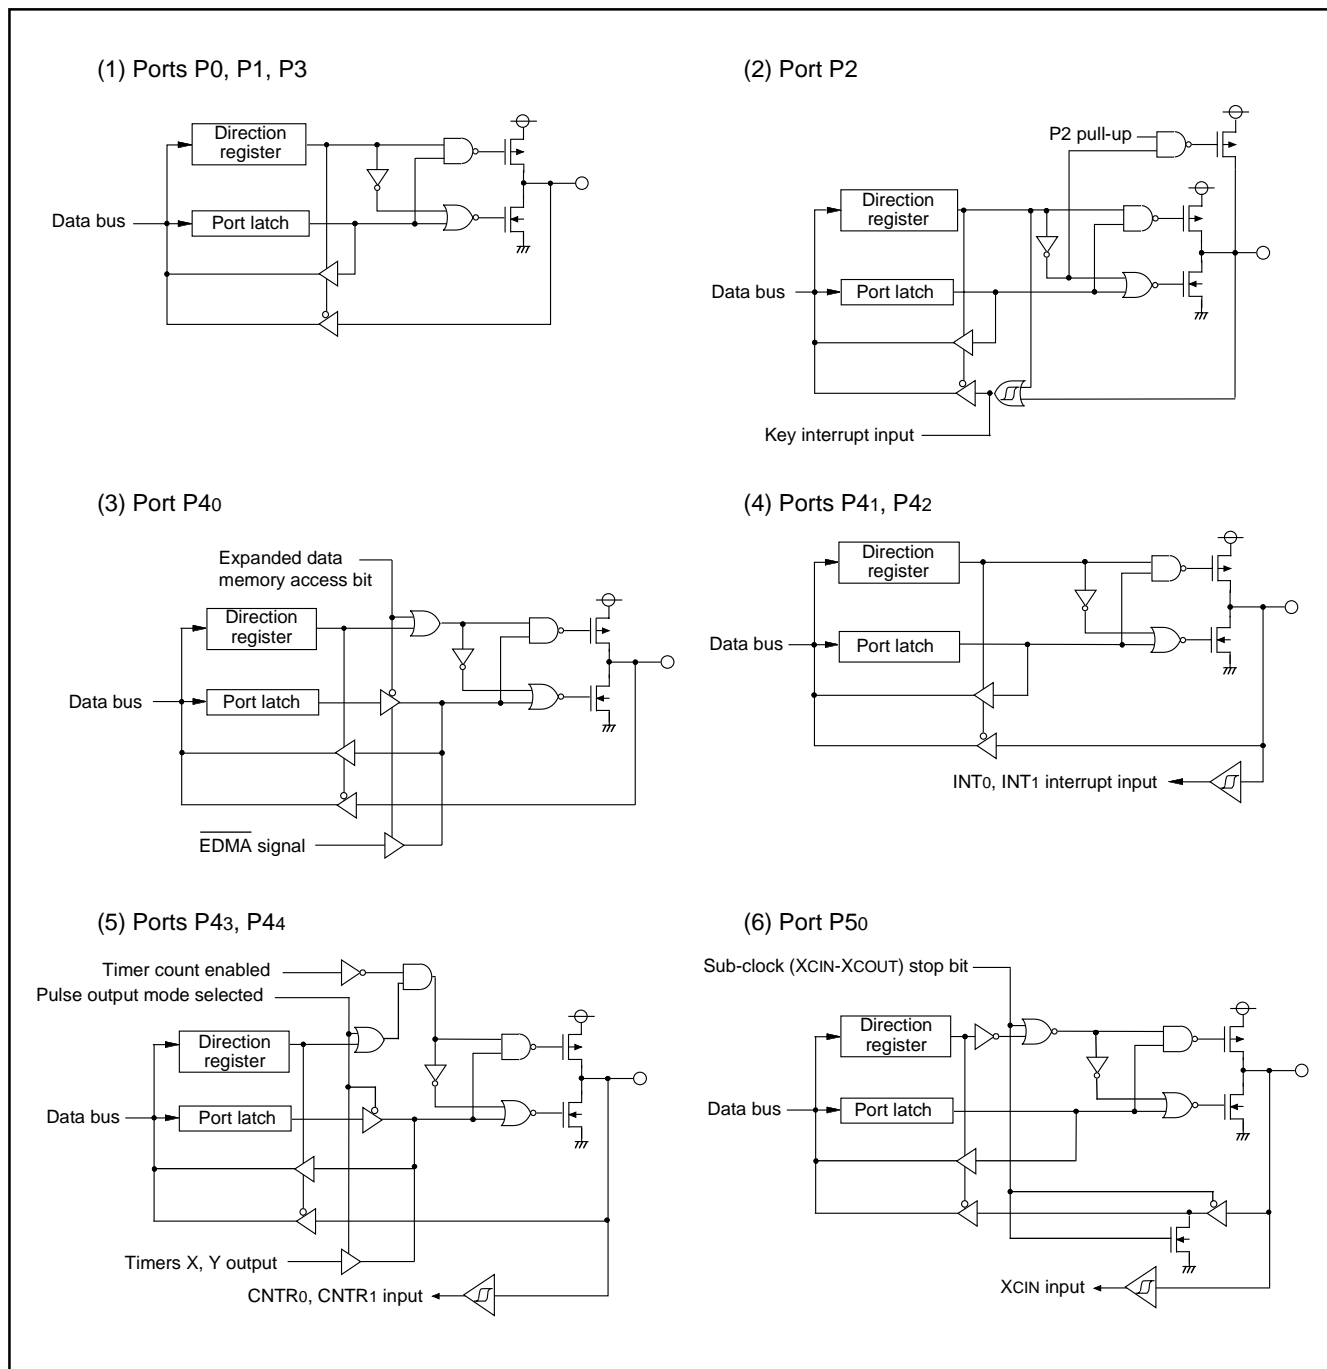 (1) Ports P0, P1, P3
Direction
register
Data bus
Port latch
(2) Port P2
P2 pull-up
Direction
register
Data bus
Port latch
Key interrupt input
(3) Port P40
Expanded data
memory access bit
Direction
register
Data bus
Port latch
EDMA signal
(4) Ports P41, P42
Direction
register
Data bus
Port latch
INT0, INT1 interrupt input
(5) Ports P43, P44
Timer count enabled
Pulse output mode selected
Direction
register
Data bus
Port latch
Timers X, Y output
CNTR0, CNTR1 input
(6) Port P50
Sub-clock (XCIN-XCOUT) stop bit
Direction
register
Data bus
Port latch
XCIN input